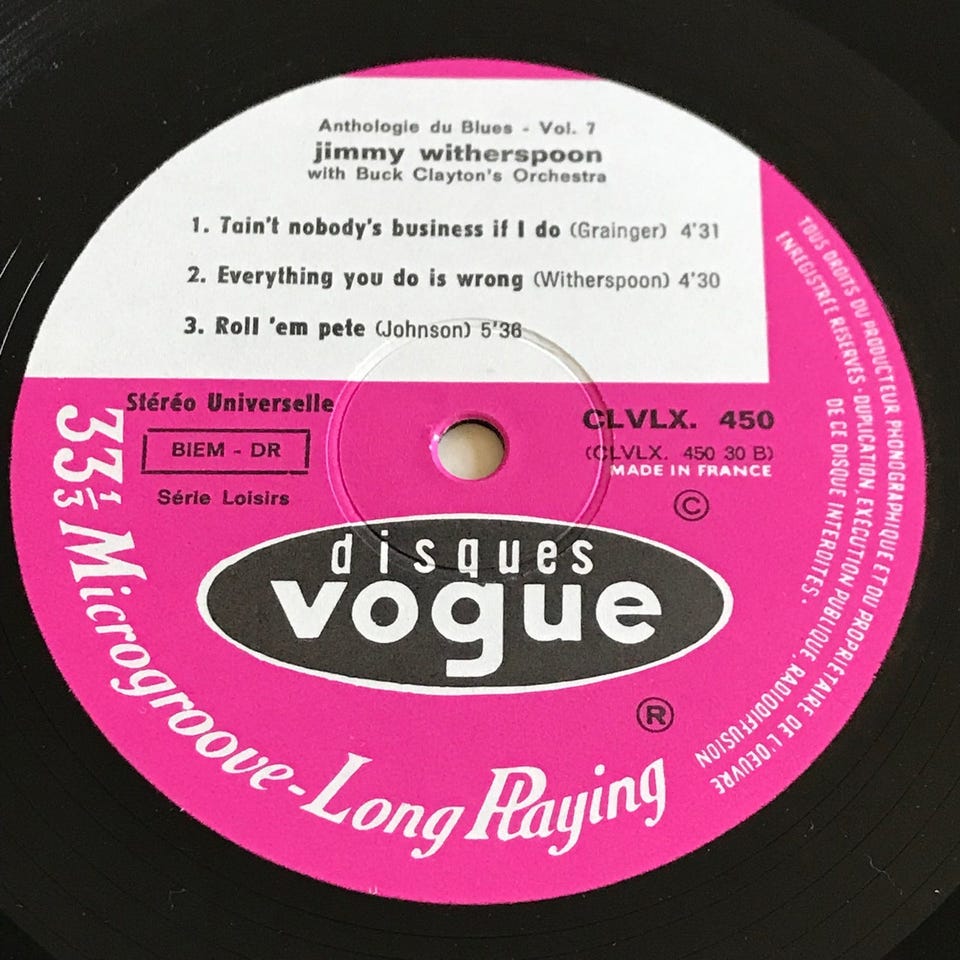 Anthologie du Blues - Vol. 7
jimmy witherspoon
with Buck Clayton's Orchestra
1. Tain't nobody's business if I do (Grainger) 4'31
2. Everything you do is wrong (Witherspoon) 4'30
3. Roll 'em pete (Johnson) 5'36
Stéréo Universelle
BIEM - DR
Série Loisirs
CLVLX. 450
(CLVLX. 450 30 B)
MADE IN FRANCE
©
disques
vogue
®
33 1/3 Microgroove - Long Playing
TOUS DROITS DU PRODUCTEUR PHONOGRAPHIQUE ET DU PROPRIÉTAIRE DE L'OEUVRE
ENREGISTRÉE RESERVÉS - DUPLICATION, EXÉCUTION PUBLIQUE, RADIODIFFUSION
DE CE DISQUE INTERDITES.